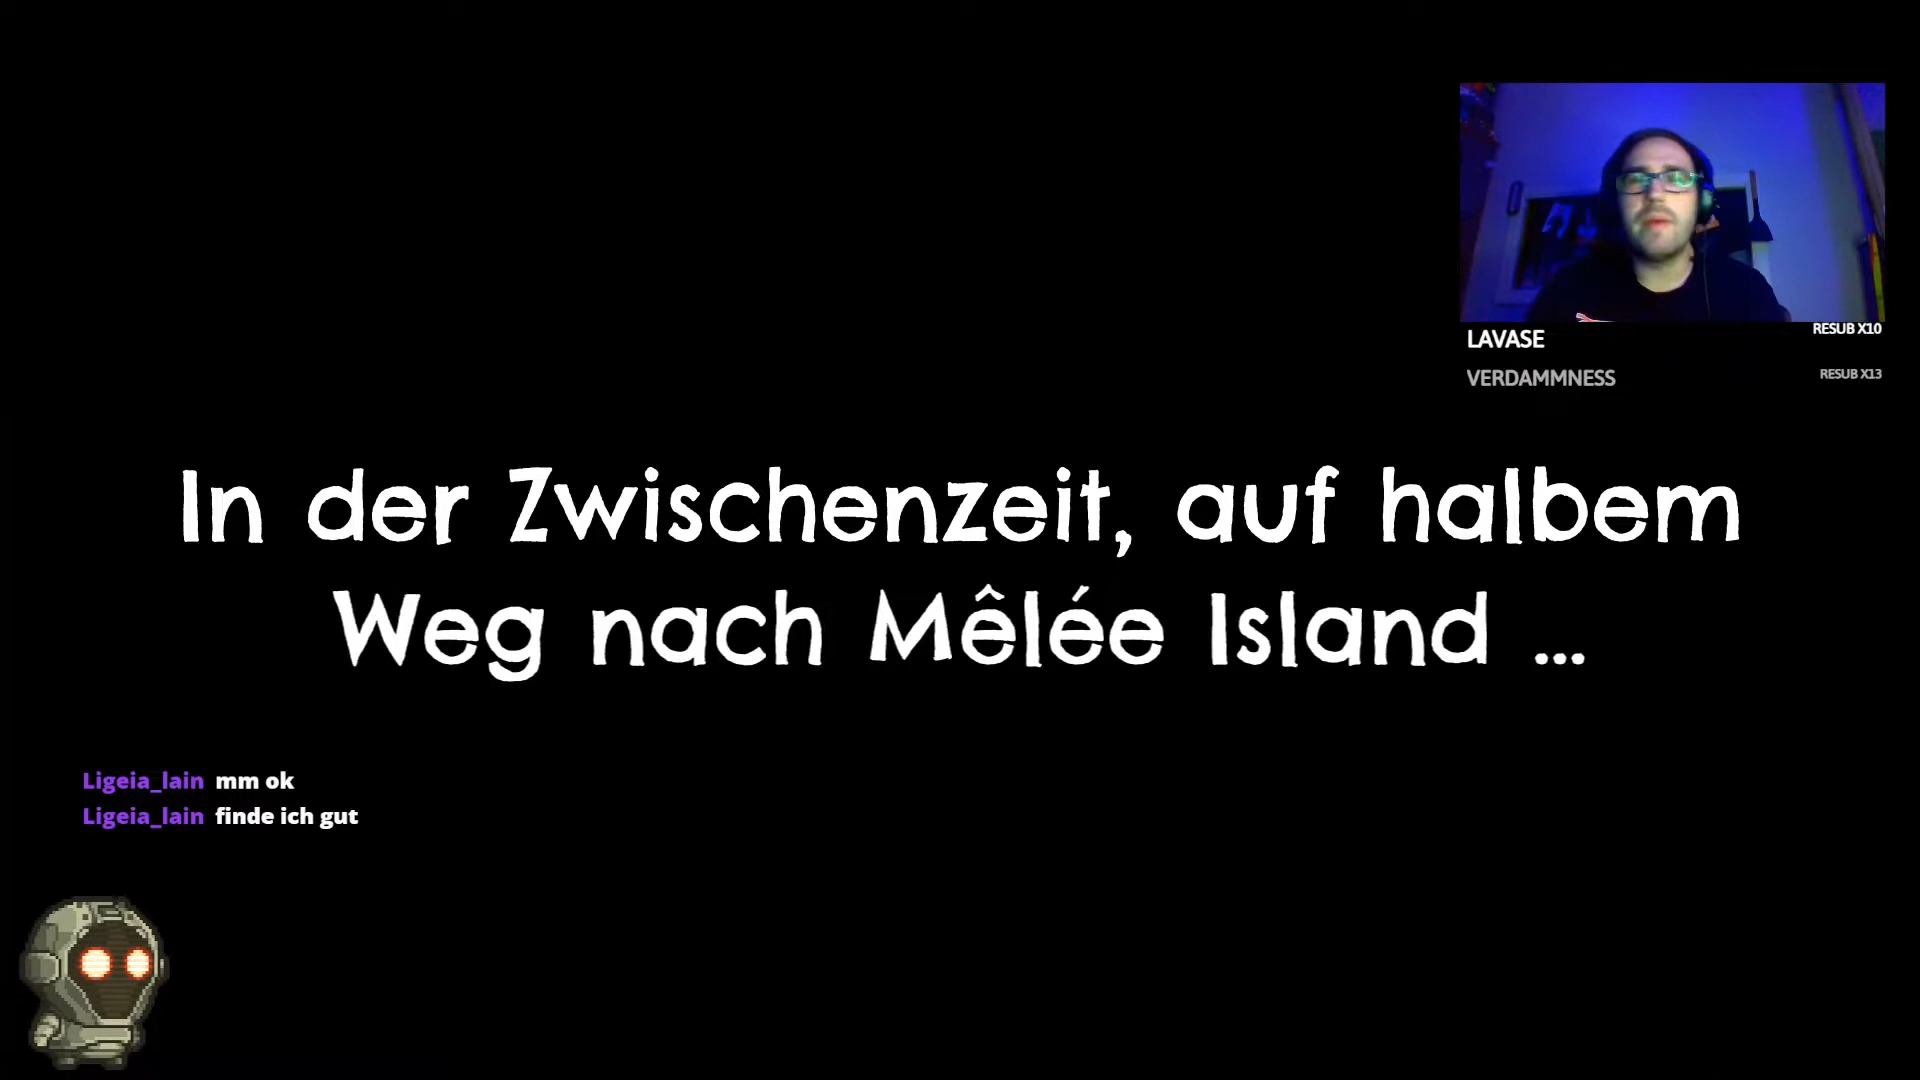 LAVASE RESUB X10
VERDAMMNESS RESUB X13
In der Zwischenzeit, auf halbem
Weg nach Mêlée Island ...
Ligeia_lain mm ok
Ligeia_lain finde ich gut